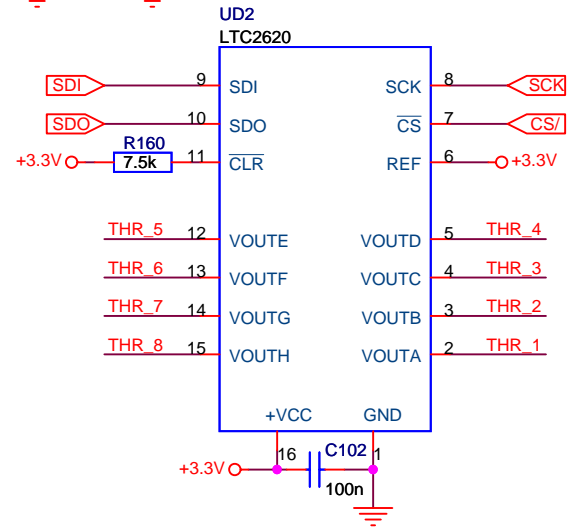 UD2
LTC2620
SDI 9 SDI SCK 8 SCK
SDO 10 SDO CS 7 CS/
R160
+3.3V 7.5k 11 CLR REF 6 +3.3V
THR_5 12 VOUTE VOUTD 5 THR_4
THR_6 13 VOUTF VOUTC 4 THR_3
THR_7 14 VOUTG VOUTB 3 THR_2
THR_8 15 VOUTH VOUTA 2 THR_1
+VCC GND
16 C102 1
+3.3V
100n